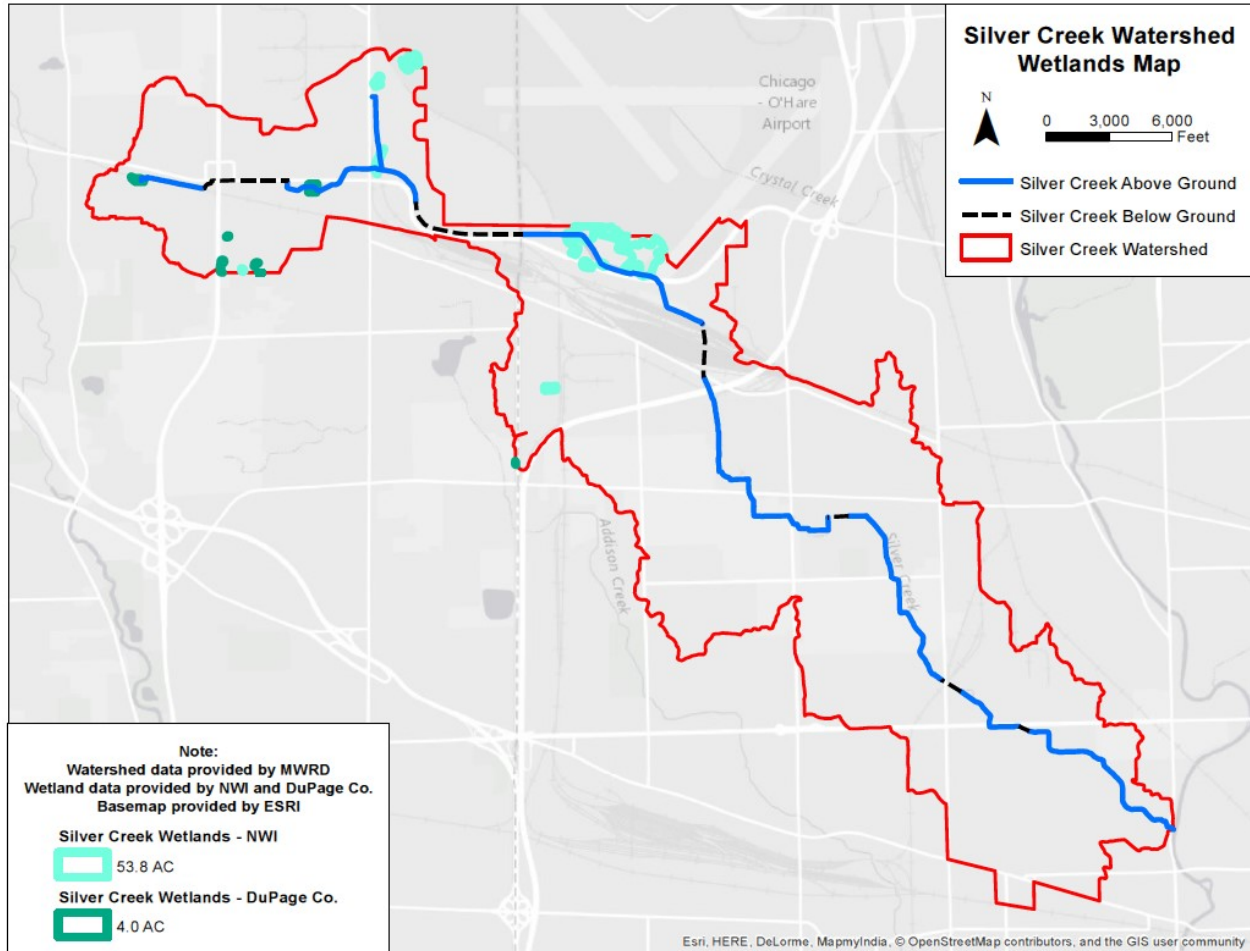 Silver Creek Watershed
Wetlands Map
N
0 3,000 6,000
Feet
Silver Creek Above Ground
Silver Creek Below Ground
Silver Creek Watershed
Chicago
- O'Hare
Airport
Crystal Creek
Addison Creek
Silver Creek
Note:
Watershed data provided by MWRD
Wetland data provided by NWI and DuPage Co.
Basemap provided by ESRI
Silver Creek Wetlands - NWI
53.8 AC
Silver Creek Wetlands - DuPage Co.
4.0 AC
Esri, HERE, DeLorme, MapmyIndia, © OpenStreetMap contributors, and the GIS user community